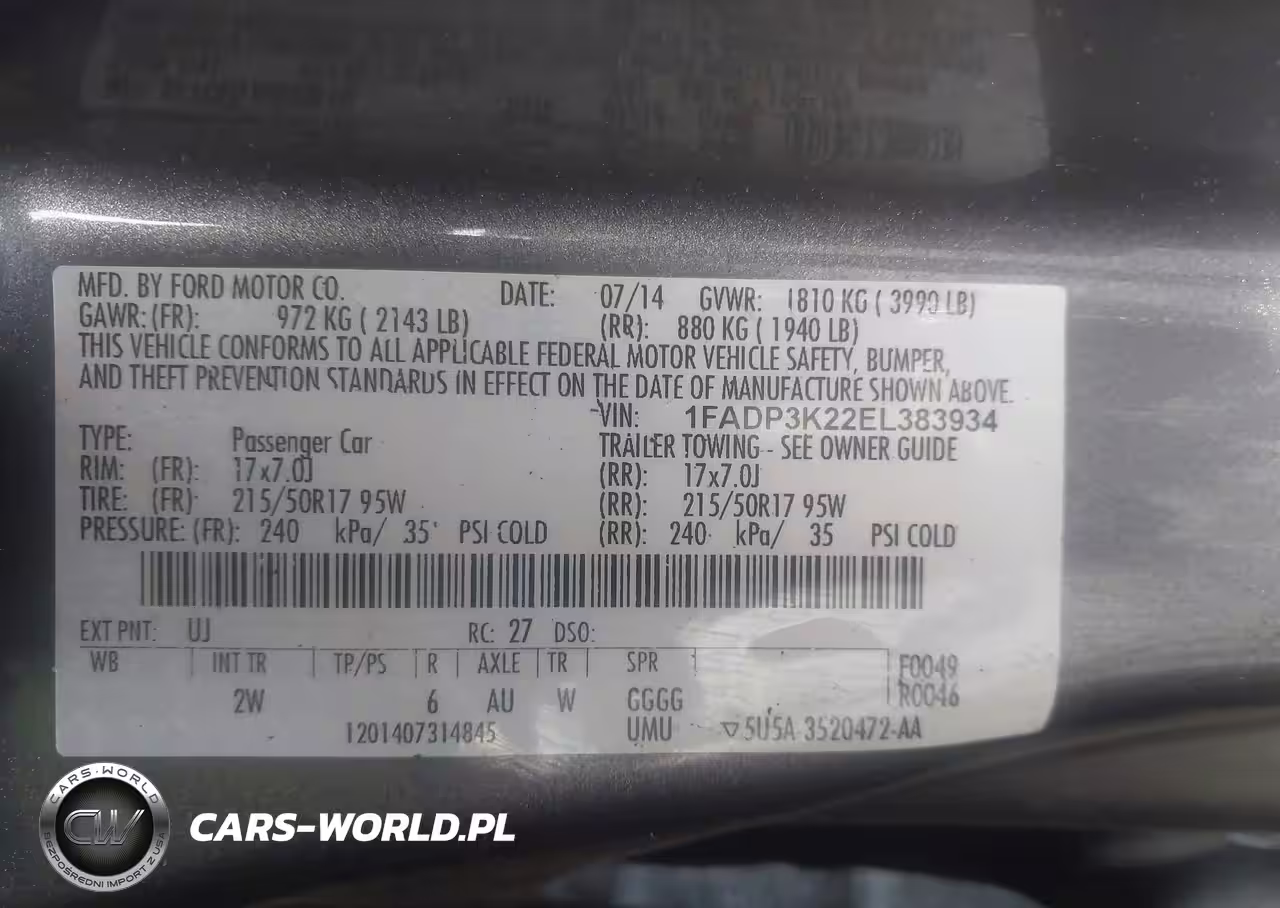 MFD. BY FORD MOTOR CO. DATE: 07/14 GVWR: 1810 KG ( 3990 LB)
GAWR: (FR): 972 KG ( 2143 LB) (RR): 880 KG ( 1940 LB)
THIS VEHICLE CONFORMS TO ALL APPLICABLE FEDERAL MOTOR VEHICLE SAFETY, BUMPER,
AND THEFT PREVENTION STANDARDS IN EFFECT ON THE DATE OF MANUFACTURE SHOWN ABOVE.
VIN: 1FADP3K22EL383934
TYPE: Passenger Car TRAILER TOWING - SEE OWNER GUIDE
RIM: (FR): 17x7.0J (RR): 17x7.0J
TIRE: (FR): 215/50R17 95W (RR): 215/50R17 95W
PRESSURE: (FR): 240 kPa/ 35 PSI COLD (RR): 240 kPa/ 35 PSI COLD
EXT PNT: UJ RC: 27 DSO:
WB INT TR TP/PS R AXLE TR SPR F0049
2W 6 AU W GGGG R0046
1201407314845 UMU ▽5U5A 3520472-AA
CARS-WORLD
CW
BEZPOŚREDNI IMPORT Z USA
CARS-WORLD.PL